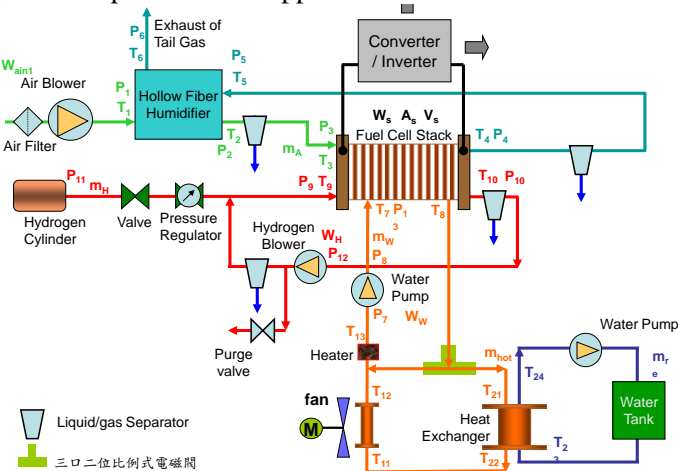 P6
T6
Exhaust of
Tail Gas
Wain1
Air Blower
P1
T1
Air Filter
Hollow Fiber
Humidifier
P5
T5
T2
P2
mA
Converter
/ Inverter
Ws As Vs
Fuel Cell Stack
P3
T3
T4 P4
P11
mH
Hydrogen
Cylinder
Valve
Pressure
Regulator
P9 T9
T10 P10
T7 P1
3
T8
Hydrogen
Blower
WH
P12
mW
P8
Water
Pump
P7
WW
Purge
valve
T13
Heater
mhot
Water Pump
fan
M
T12
T11
T21
T22
Heat
Exchanger
T24
T2
3
mr
e
Water
Tank
Liquid/gas Separator
三口二位比例式電磁閥